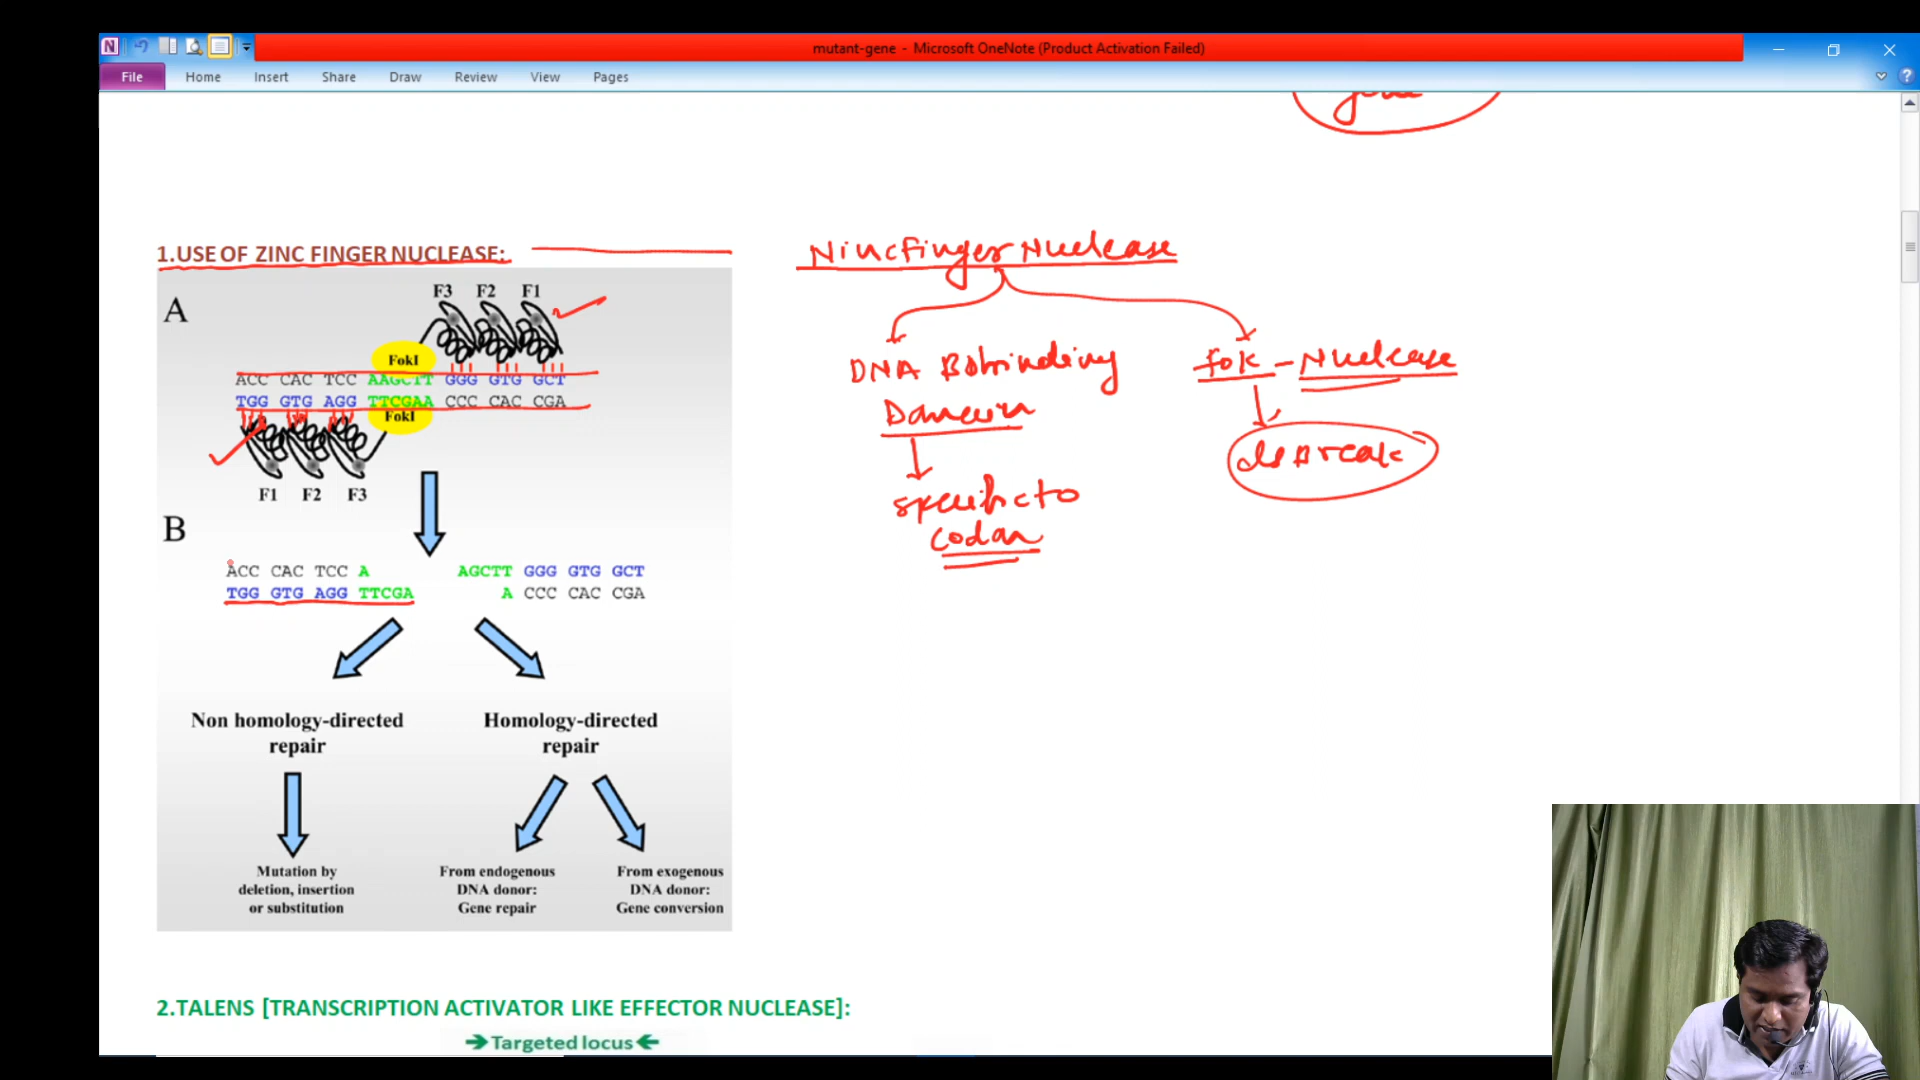 mutant-gene - Microsoft OneNote (Product Activation Failed)
File Home Insert Share Draw Review View Pages
1.USE OF ZINC FINGER NUCLEASE:
A
F3 F2 F1
FokI
ACC CAC TCC AAGCTT GGG GTG GCT
TGG GTG AGG TTCGAA CCC CAC CGA
FokI
F1 F2 F3
B
ACC CAC TCC A AGCTT GGG GTG GCT
TGG GTG AGG TTCGA A CCC CAC CGA
Non homology-directed
repair
Homology-directed
repair
Mutation by
deletion, insertion
or substitution
From endogenous
DNA donor:
Gene repair
From exogenous
DNA donor:
Gene conversion
Finger Nuclease
DNA
fok - Nuclease
specific to
codon
ds break
2.TALENS [TRANSCRIPTION ACTIVATOR LIKE EFFECTOR NUCLEASE]:
Targeted locus